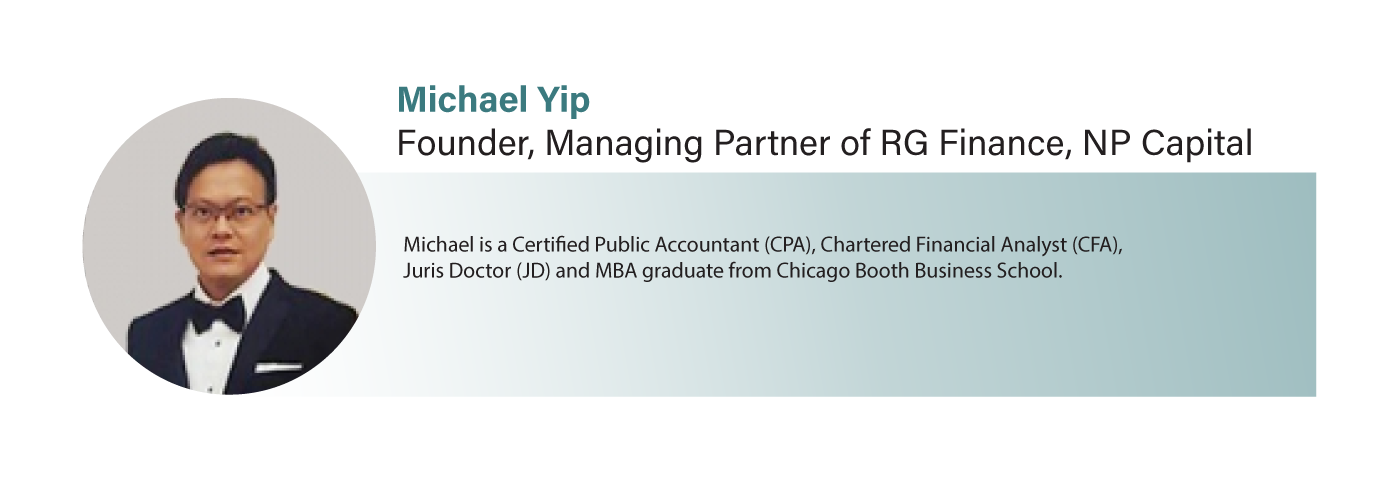 Michael Yip
Founder, Managing Partner of RG Finance, NP Capital
Michael is a Certified Public Accountant (CPA), Chartered Financial Analyst (CFA),
Juris Doctor (JD) and MBA graduate from Chicago Booth Business School.